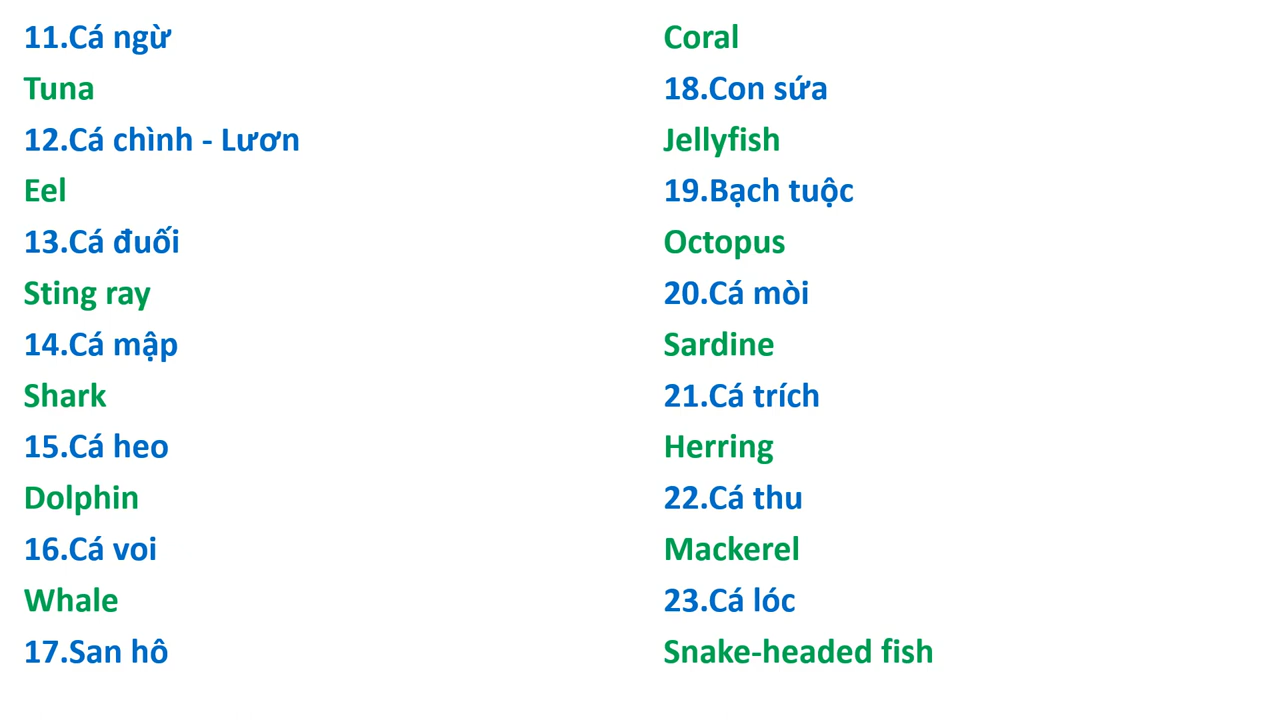 11.Cá ngừ
Tuna
12.Cá chình - Lươn
Eel
13.Cá đuối
Sting ray
14.Cá mập
Shark
15.Cá heo
Dolphin
16.Cá voi
Whale
17.San hô
Coral
18.Con sứa
Jellyfish
19.Bạch tuộc
Octopus
20.Cá mòi
Sardine
21.Cá trích
Herring
22.Cá thu
Mackerel
23.Cá lóc
Snake-headed fish